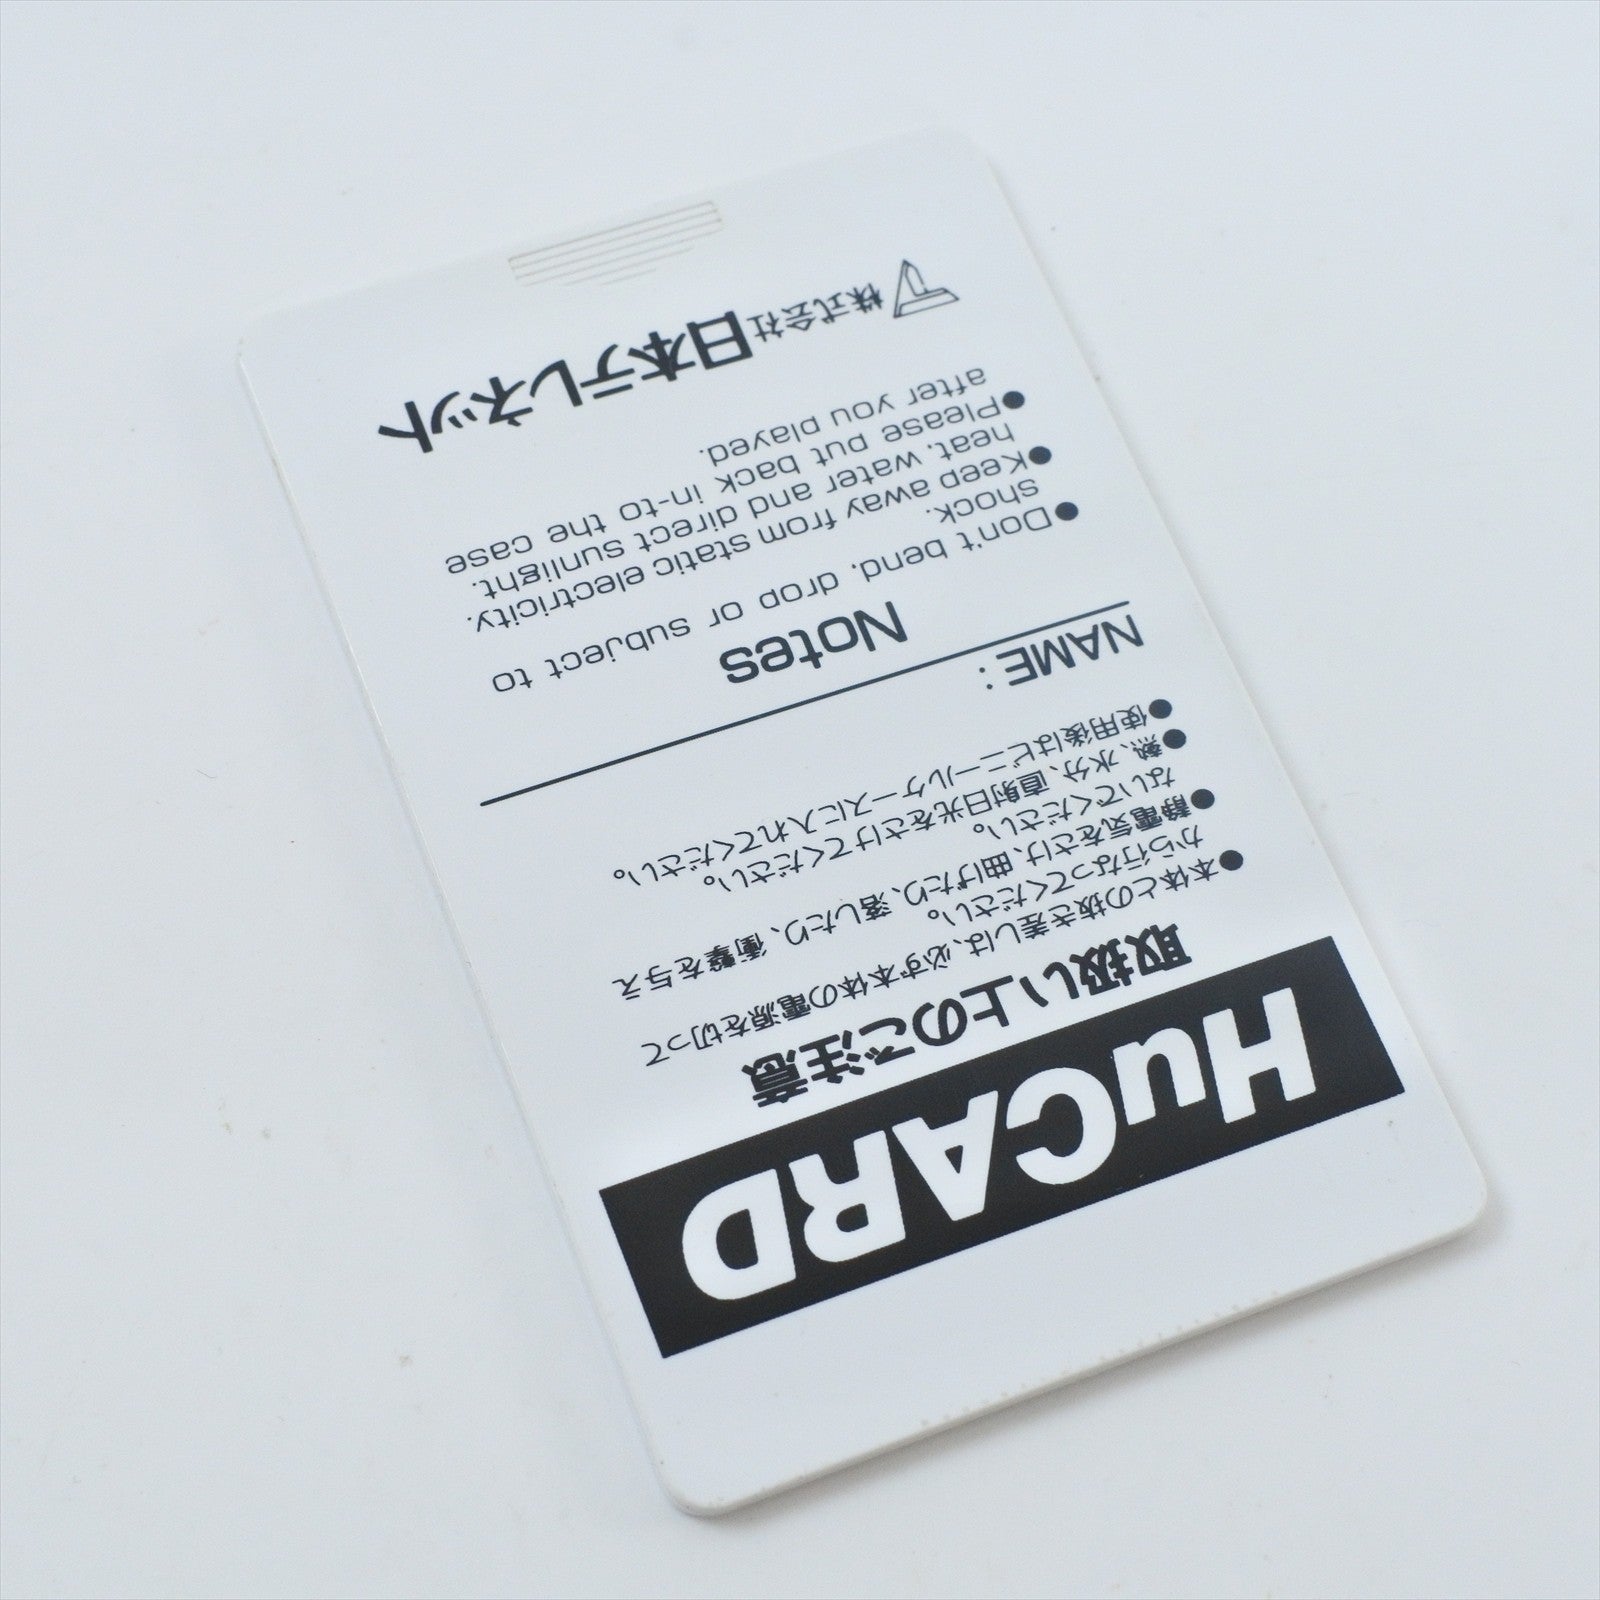 HuCARD
取扱い上のご注意
●本体との抜き差しは、必ず本体の電源を切って
から行なってください。
●静電気をさけ、曲げたり、落したり、衝撃を与え
ないでください。
●熱、水分、直射日光をさけてください。
●使用後はビニールケースに入れてください。
NAME:
Notes
●Don't bend, drop or subject to
shock.
●Keep away from static electricity.
heat, water and direct sunlight.
●Please put back in-to the case
after you played.
株式会社日本テレネット